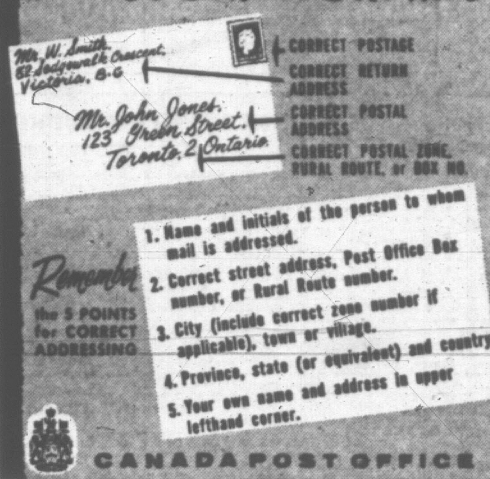 Mr. W. Smith,
82 Sedgewalk Crescent,
Victoria, B-C
Mr. John Jones,
123 Green Street,
Toronto. 2, Ontario.
CORRECT POSTAGE
CORRECT RETURN
ADDRESS
CORRECT POSTAL
ADDRESS
CORRECT POSTAL ZONE,
RURAL ROUTE, or BOX NO.
Remember
the 5 POINTS
for CORRECT
ADDRESSING
1. Name and initials of the person to whom
mail is addressed.
2. Correct street address, Post Office Box
number, or Rural Route number.
3. City (include correct zone number if
applicable), town or village.
4. Province, state (or equivalent) and country
5. Your own name and address in upper
lefthand corner.
CANADA POST OFFICE